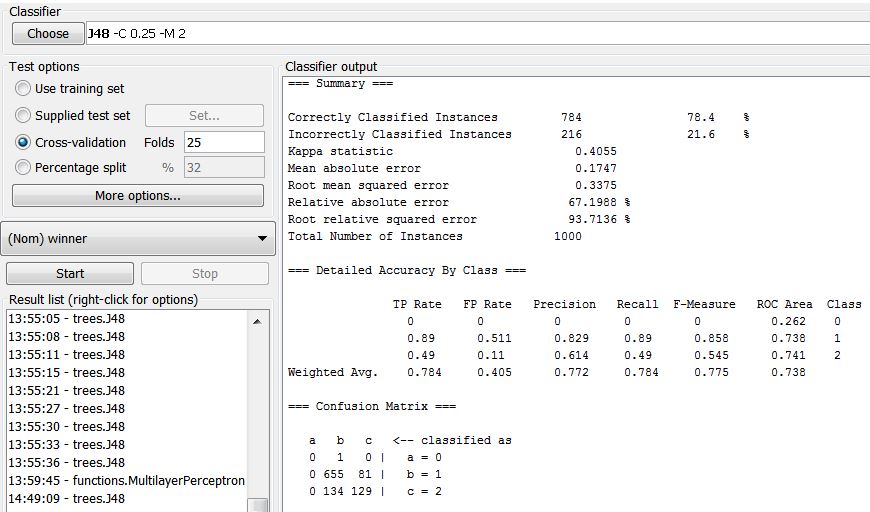 Classifier
Choose J48 -C 0.25 -M 2
Test options
Use training set
Supplied test set Set...
Cross-validation Folds 25
Percentage split % 32
More options...
(Nom) winner
Start Stop
Result list (right-click for options)
13:55:05 - trees.J48
13:55:08 - trees.J48
13:55:11 - trees.J48
13:55:15 - trees.J48
13:55:21 - trees.J48
13:55:27 - trees.J48
13:55:30 - trees.J48
13:55:33 - trees.J48
13:55:36 - trees.J48
13:59:45 - functions.MultilayerPerceptron
14:49:09 - trees.J48
Classifier output
=== Summary ===
Correctly Classified Instances 784 78.4 %
Incorrectly Classified Instances 216 21.6 %
Kappa statistic 0.4055
Mean absolute error 0.1747
Root mean squared error 0.3375
Relative absolute error 67.1988 %
Root relative squared error 93.7136 %
Total Number of Instances 1000
=== Detailed Accuracy By Class ===
TP Rate FP Rate Precision Recall F-Measure ROC Area Class
0 0 0 0 0 0.262 0
0.89 0.511 0.829 0.89 0.858 0.738 1
0.49 0.11 0.614 0.49 0.545 0.741 2
Weighted Avg. 0.784 0.405 0.772 0.784 0.775 0.738
=== Confusion Matrix ===
a b c <-- classified as
0 1 0 | a = 0
0 655 81 | b = 1
0 134 129 | c = 2